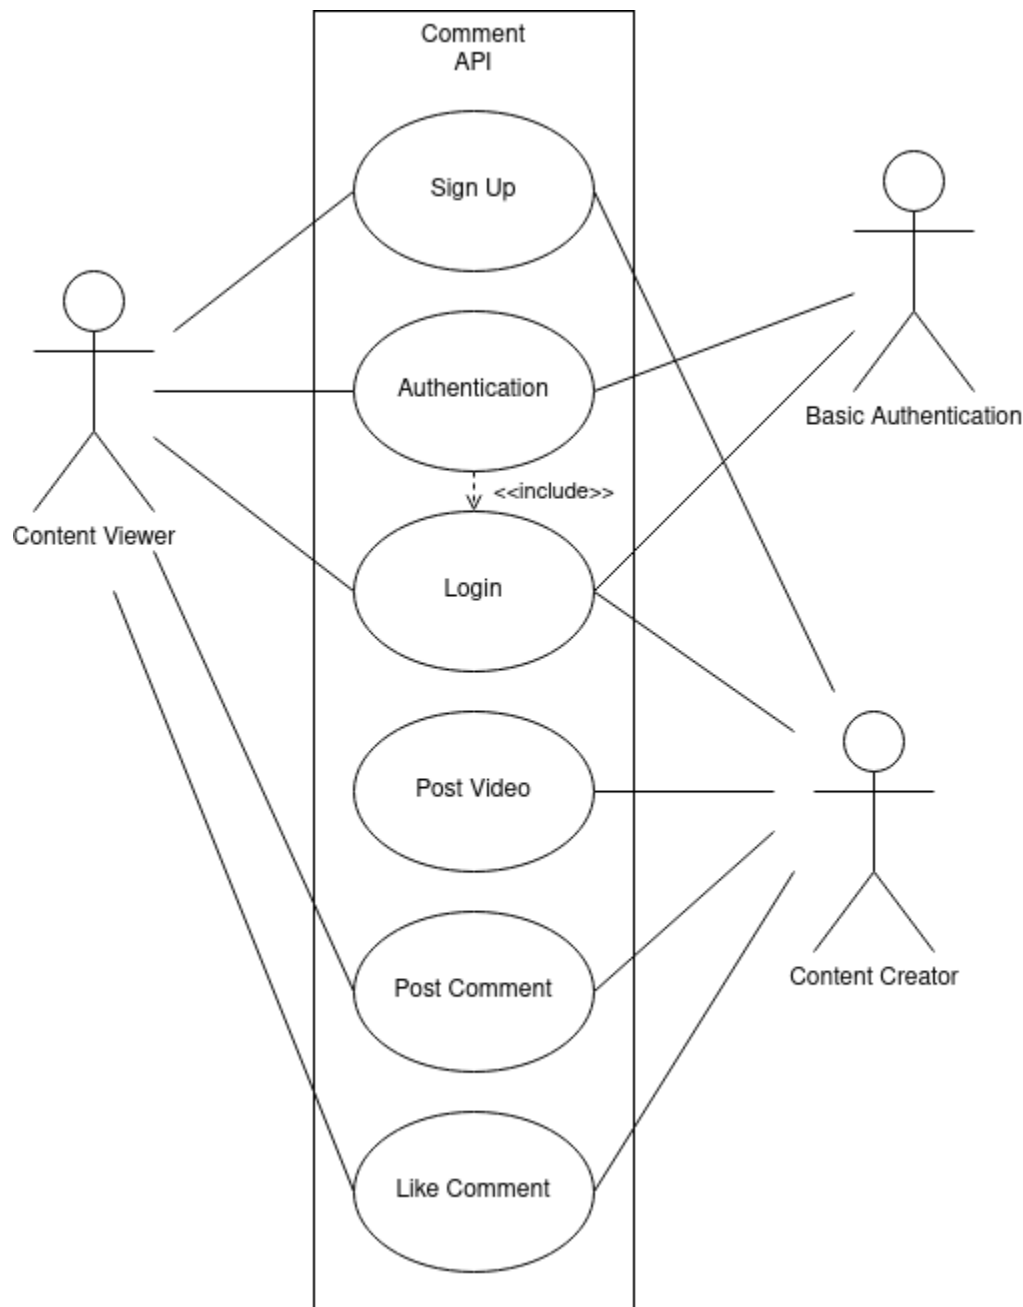 Comment
API
Sign Up
Authentication
Basic Authentication
<<include>>
Content Viewer
Login
Post Video
Content Creator
Post Comment
Like Comment